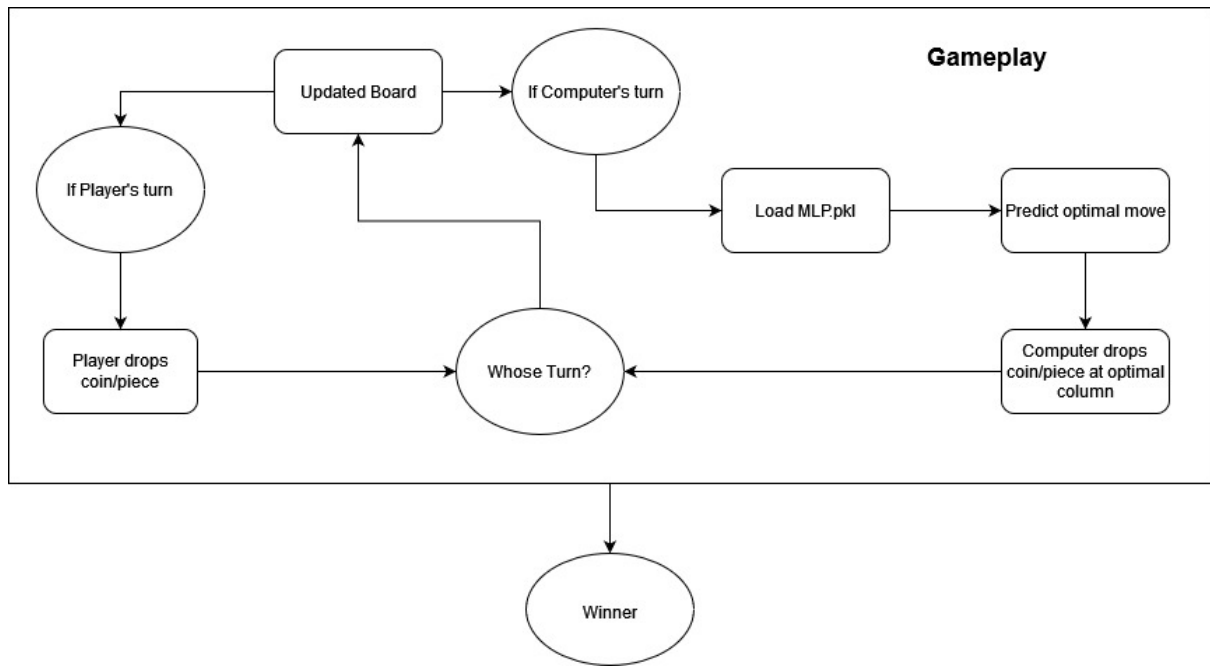 Gameplay
Updated Board
If Computer's turn
If Player's turn
Load MLP.pkl
Predict optimal move
Player drops
coin/piece
Whose Turn?
Computer drops
coin/piece at optimal
column
Winner